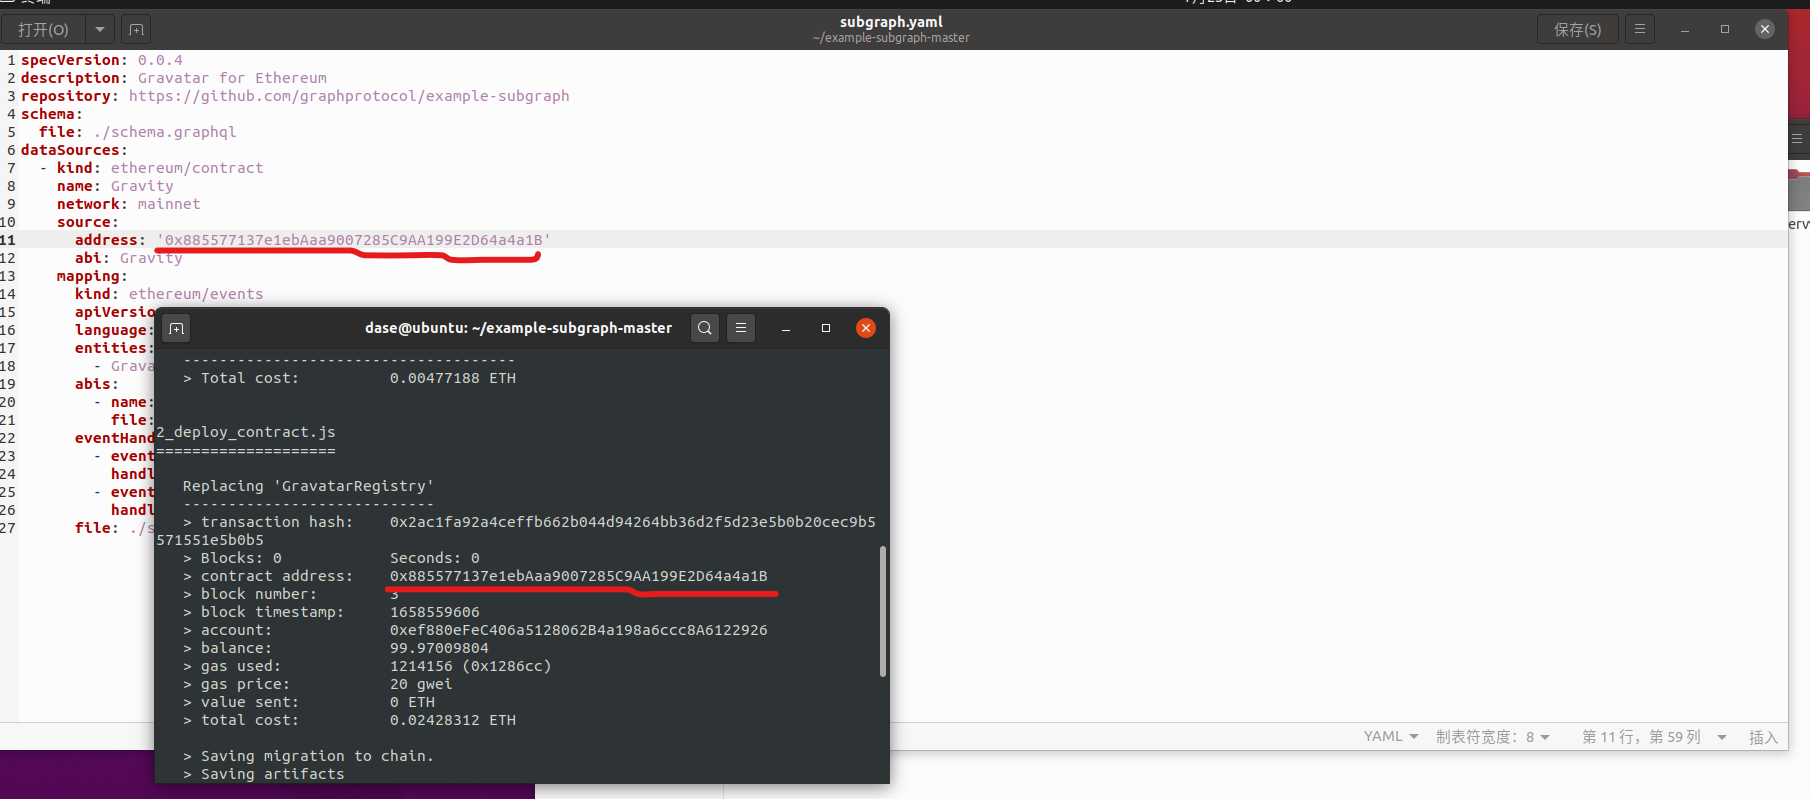 打开(O)
subgraph.yaml
~/example-subgraph-master
保存(S)
1 specVersion: 0.0.4
2 description: Gravatar for Ethereum
3 repository: https://github.com/graphprotocol/example-subgraph
4 schema:
5 file: ./schema.graphql
6 dataSources:
7 - kind: ethereum/contract
8 name: Gravity
9 network: mainnet
10 source:
11 address: '0x885577137e1ebAaa9007285C9AA199E2D64a4a1B'
12 abi: Gravity
13 mapping:
14 kind: ethereum/events
15 apiVersio
16 language:
17 entities:
18 - Grava
19 abis:
20 - name:
21 file:
22 eventHand
23 - event
24 handl
25 - event
26 handl
27 file: ./s
dase@ubuntu: ~/example-subgraph-master
-------------------------------------
> Total cost: 0.00477188 ETH
2_deploy_contract.js
====================
Replacing 'GravatarRegistry'
----------------------------
> transaction hash: 0x2ac1fa92a4ceffb662b044d94264bb36d2f5d23e5b0b20cec9b5
571551e5b0b5
> Blocks: 0 Seconds: 0
> contract address: 0x885577137e1ebAaa9007285C9AA199E2D64a4a1B
> block number: 3
> block timestamp: 1658559606
> account: 0xef880eFeC406a5128062B4a198a6ccc8A6122926
> balance: 99.97009804
> gas used: 1214156 (0x1286cc)
> gas price: 20 gwei
> value sent: 0 ETH
> total cost: 0.02428312 ETH
> Saving migration to chain.
> Saving artifacts
YAML 制表符宽度：8 第 11 行，第 59 列 插入